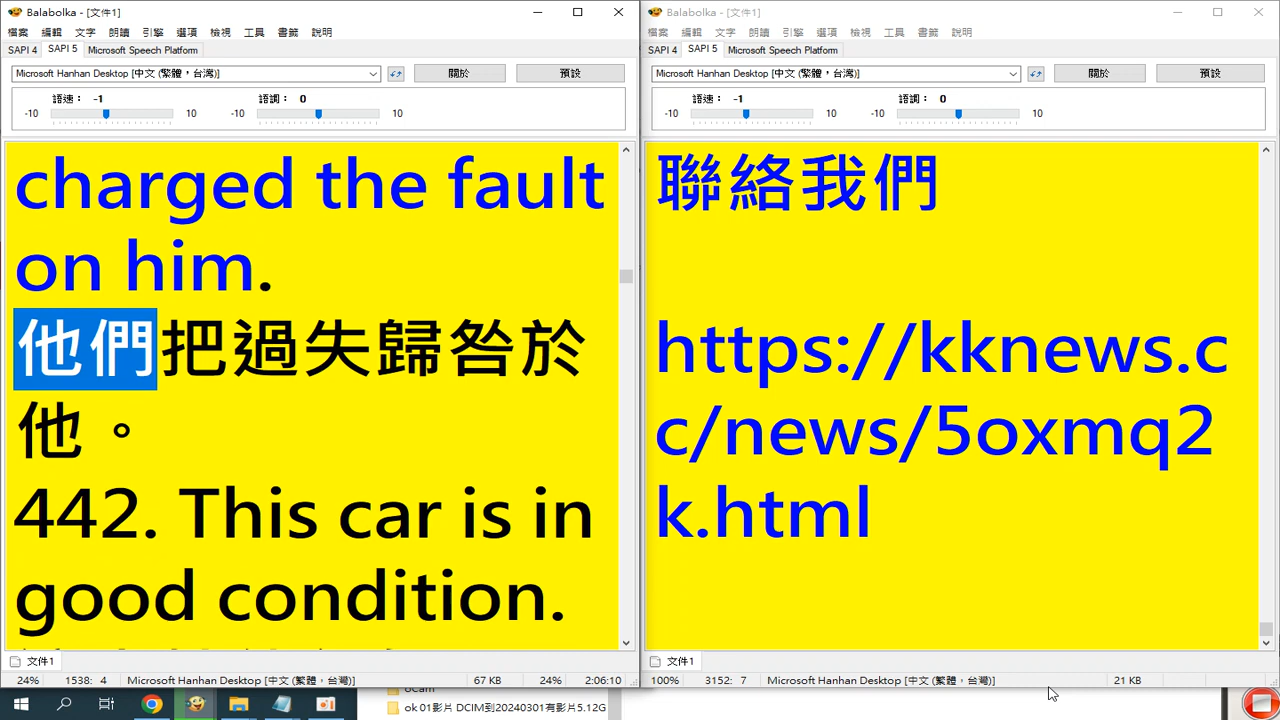 Balabolka - [文件1]
檔案 編輯 文字 朗讀 引擎 選項 檢視 工具 書籤 說明
SAPI 4 SAPI 5 Microsoft Speech Platform
Microsoft Hanhan Desktop [中文 (繁體，台灣)]
關於 預設
語速： -1 語調： 0
-10 10 -10 10
charged the fault
on him.
他們把過失歸咎於
他。
442. This car is in
good condition.
文件1
24% 1538: 4 Microsoft Hanhan Desktop [中文 (繁體，台灣)] 67 KB 24% 2:06:10
Balabolka - [文件1]
檔案 編輯 文字 朗讀 引擎 選項 檢視 工具 書籤 說明
SAPI 4 SAPI 5 Microsoft Speech Platform
Microsoft Hanhan Desktop [中文 (繁體，台灣)]
關於 預設
語速： -1 語調： 0
-10 10 -10 10
聯絡我們
https://kknews.c
c/news/5oxmq2
k.html
文件1
100% 3152: 7 Microsoft Hanhan Desktop [中文 (繁體，台灣)] 21 KB
ok 01影片 DCIM到20240301有影片5.12G